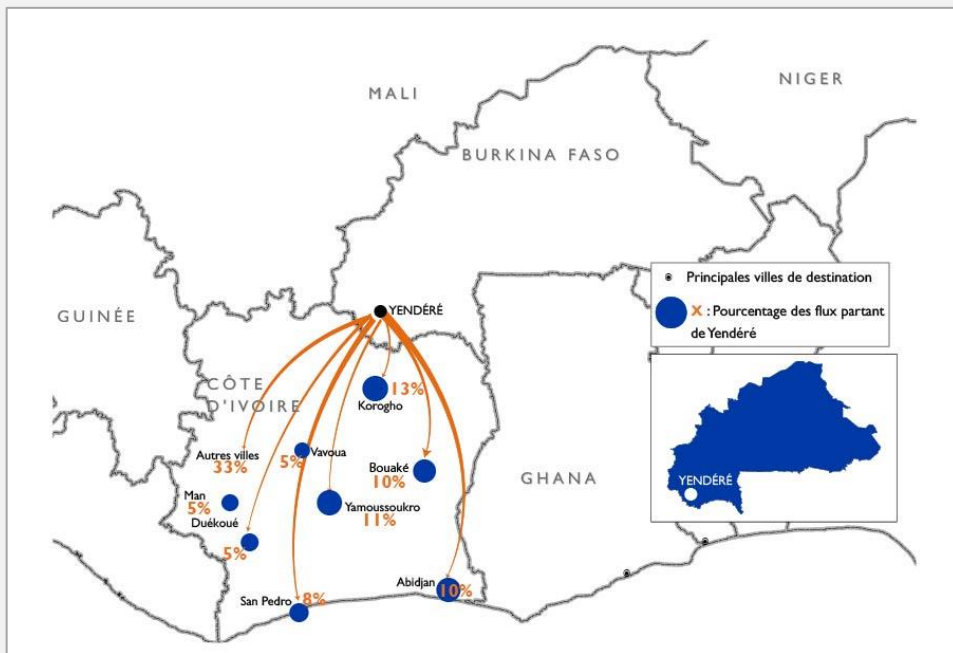 NIGER
MALI
BURKINA FASO
Principales villes de destination
X : Pourcentage des flux partant
de Yendéré
GUINÉE
YENDÉRÉ
CÔTE
D'IVOIRE
13%
Korogho
Autres villes
33%
5%
Vavoua
Bouaké
10%
GHANA
YENDÉRÉ
Man
5%
Duékoué
Yamoussoukro
11%
5%
Abidjan
10%
San Pedro
8%